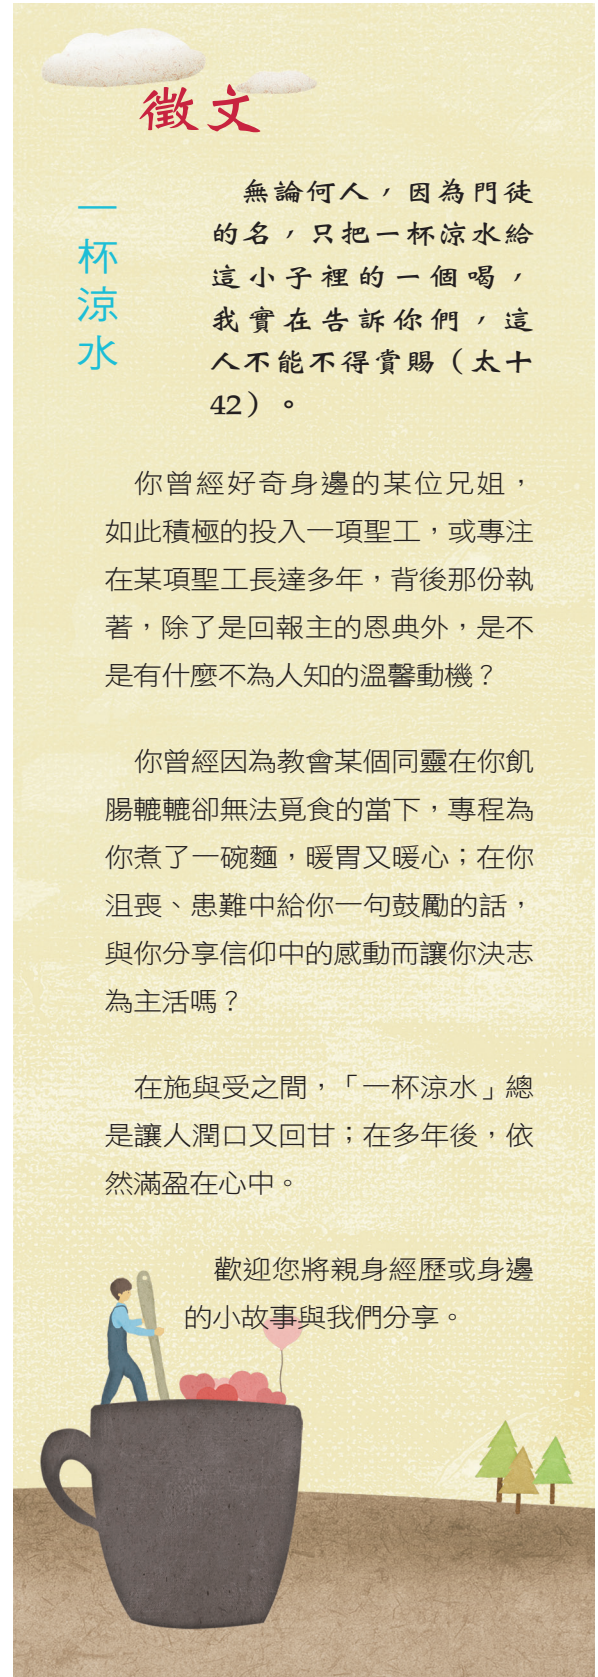 徵文
一杯涼水
無論何人，因為門徒
的名，只把一杯涼水給
這小子裡的一個喝，
我實在告訴你們，這
人不能不得賞賜（太十
42）。
你曾經好奇身邊的某位兄姐，
如此積極的投入一項聖工，或專注
在某項聖工長達多年，背後那份執
著，除了是回報主的恩典外，是不
是有什麼不為人知的溫馨動機？
你曾經因為教會某個同靈在你飢
腸轆轆卻無法覓食的當下，專程為
你煮了一碗麵，暖胃又暖心；在你
沮喪、患難中給你一句鼓勵的話，
與你分享信仰中的感動而讓你決志
為主活嗎？
在施與受之間，「一杯涼水」總
是讓人潤口又回甘；在多年後，依
然滿盈在心中。
歡迎您將親身經歷或身邊
的小故事與我們分享。